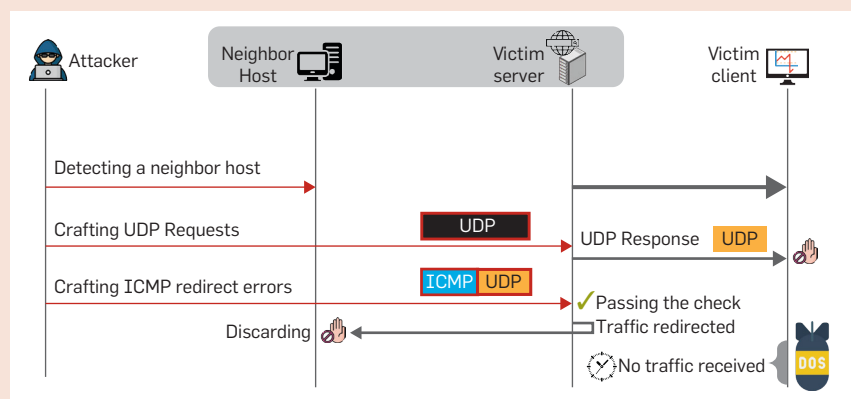 Attacker
Neighbor
Host
Victim
server
Victim
client
Detecting a neighbor host
Crafting UDP Requests
UDP
UDP Response UDP
Crafting ICMP redirect errors
ICMP UDP
✓Passing the check
Discarding
Traffic redirected
No traffic received
DOS